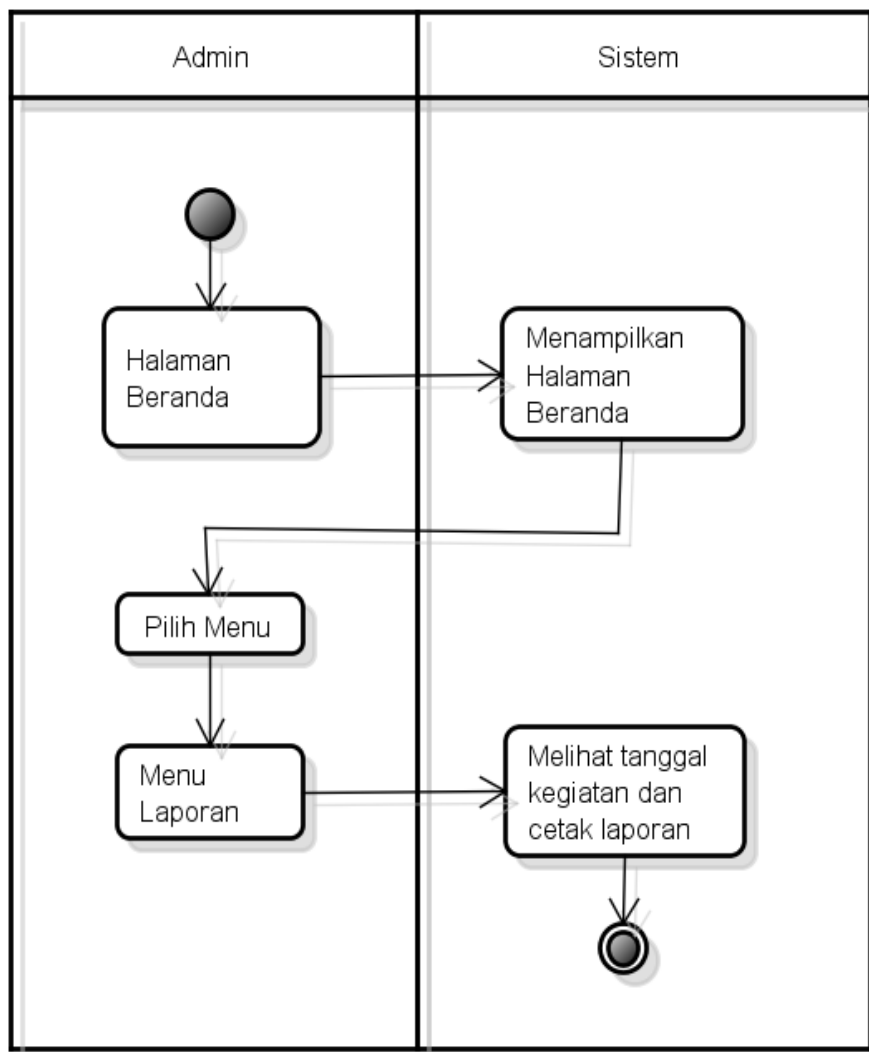 Admin
Sistem
Halaman
Beranda
Menampilkan
Halaman
Beranda
Pilih Menu
Menu
Laporan
Melihat tanggal
kegiatan dan
cetak laporan